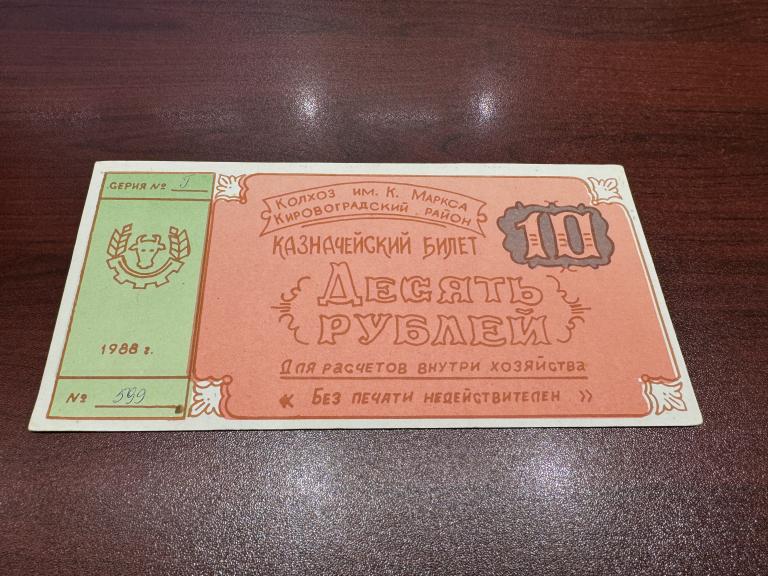 СЕРИЯ № Г
1988 г.
№ 599
КОЛХОЗ ИМ. К. МАРКСА
КИРОВОГРАДСКИЙ РАЙОН
КАЗНАЧЕЙСКИЙ БИЛЕТ
10
ДЕСЯТЬ
РУБЛЕЙ
ДЛЯ РАСЧЕТОВ ВНУТРИ ХОЗЯЙСТВА
« БЕЗ ПЕЧАТИ НЕДЕЙСТВИТЕЛЕН »